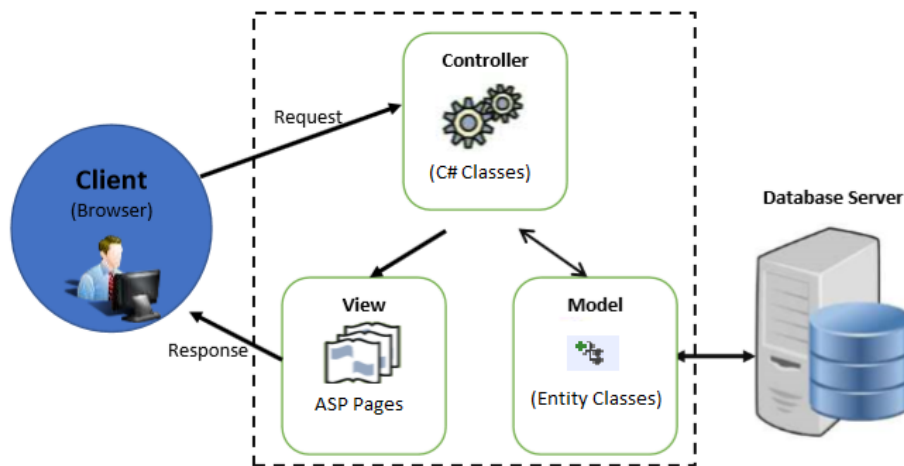 Controller
(C# Classes)
Request
Client
(Browser)
Database Server
View
ASP Pages
Model
(Entity Classes)
Response